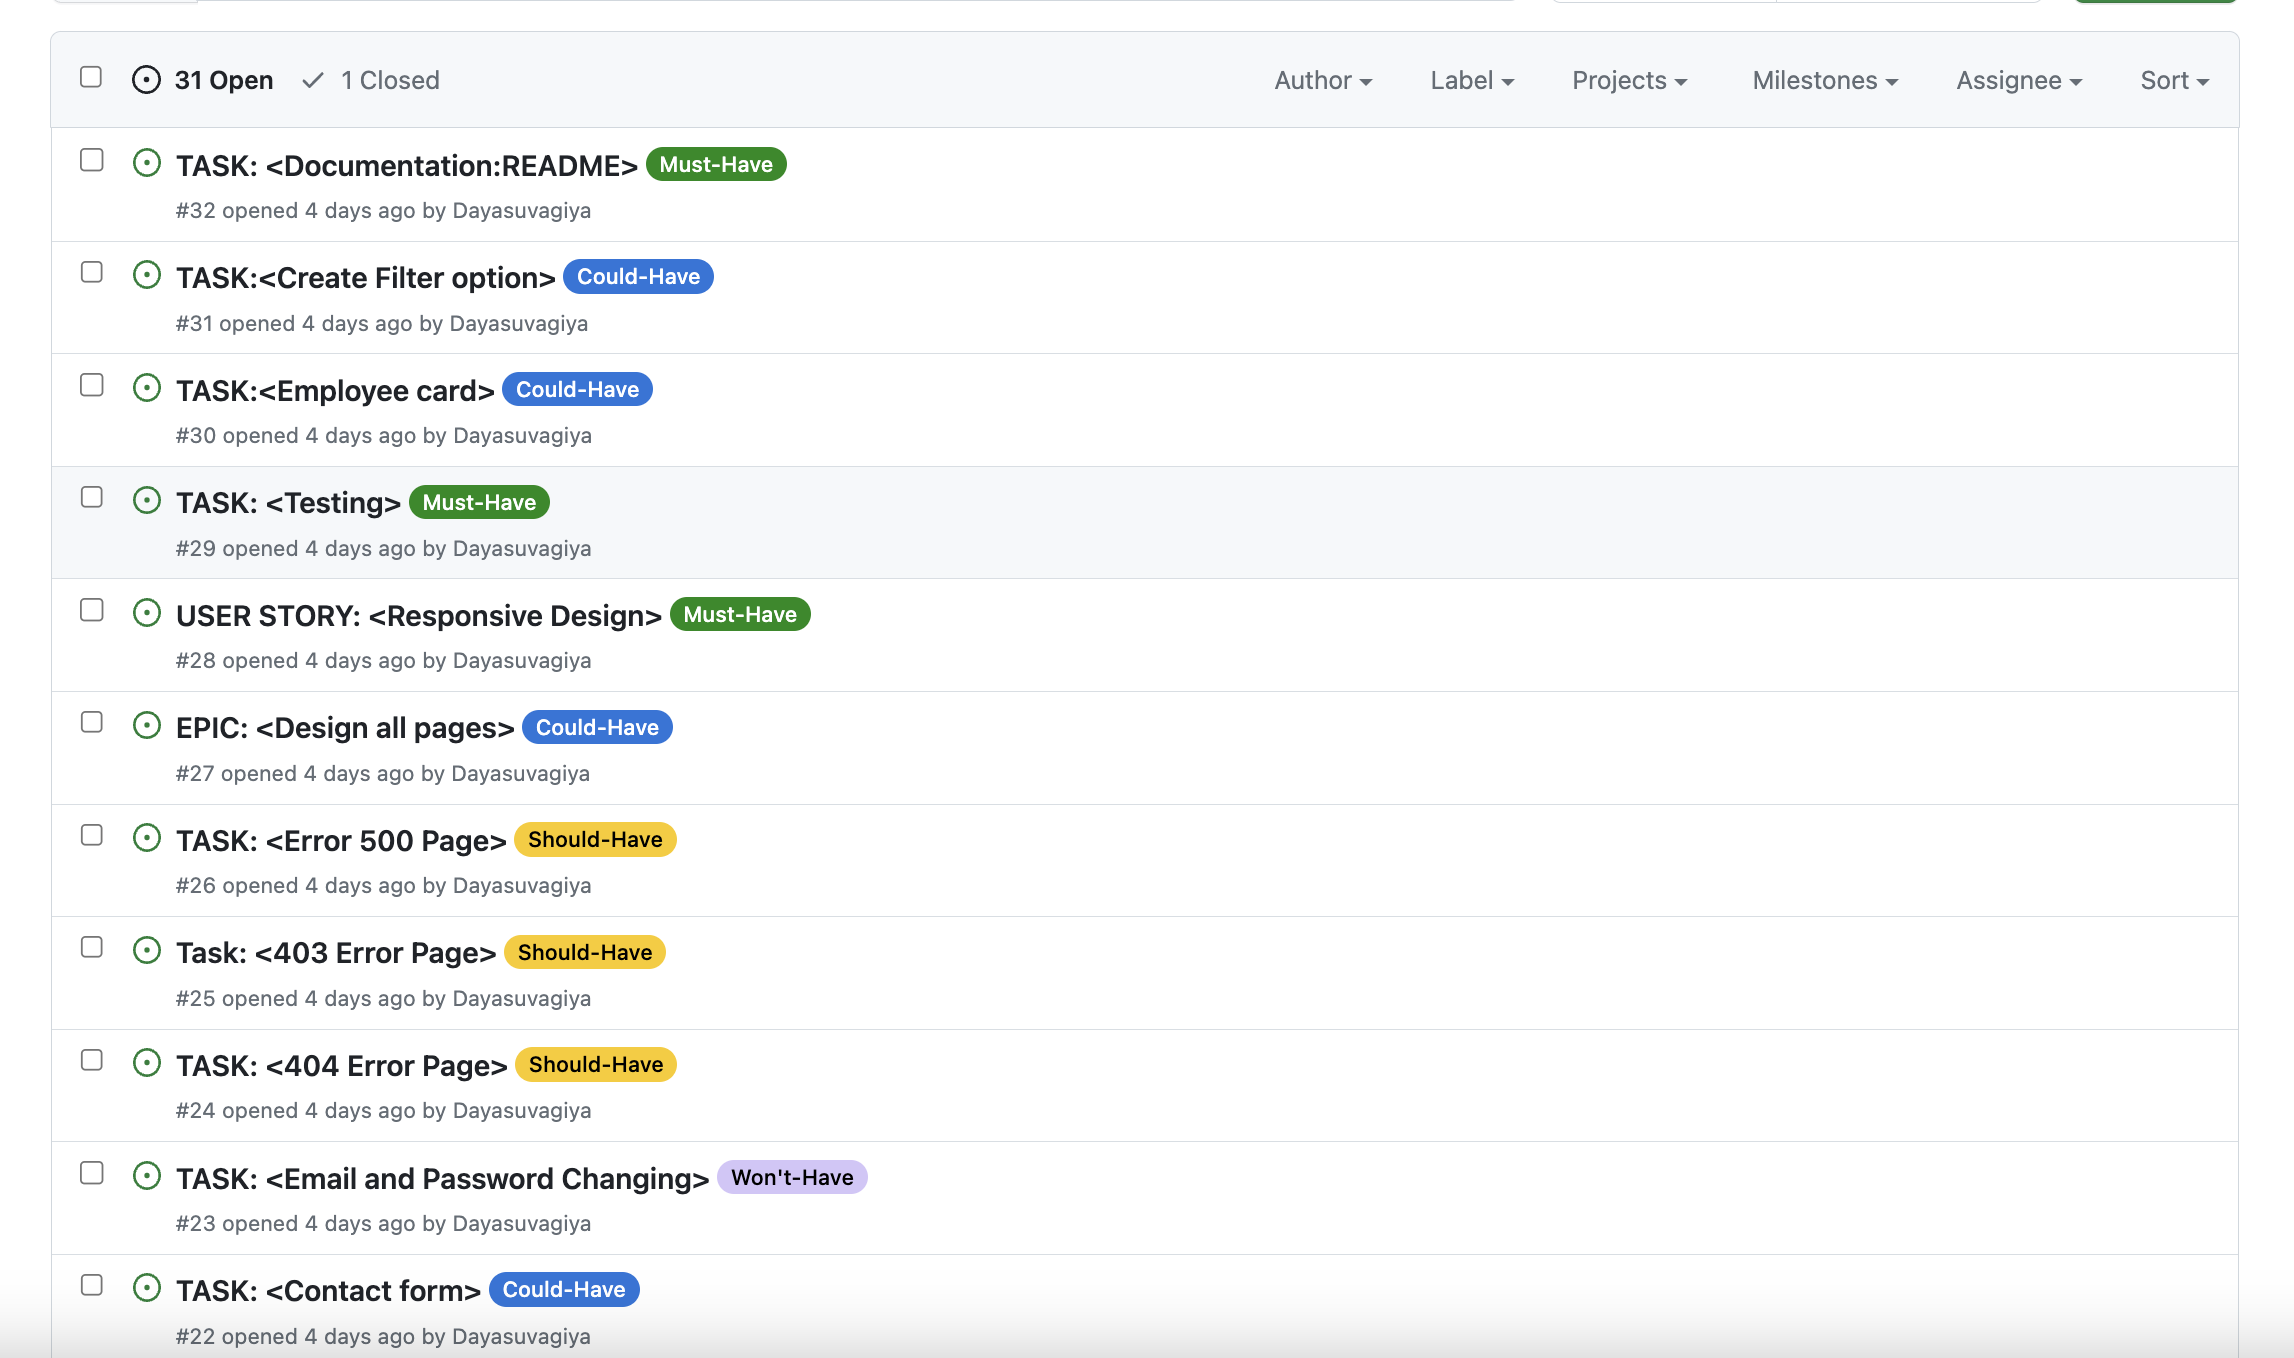 31 Open 1 Closed Author Label Projects Milestones Assignee Sort
TASK: <Documentation:README> Must-Have
#32 opened 4 days ago by Dayasuvagiya
TASK:<Create Filter option> Could-Have
#31 opened 4 days ago by Dayasuvagiya
TASK:<Employee card> Could-Have
#30 opened 4 days ago by Dayasuvagiya
TASK: <Testing> Must-Have
#29 opened 4 days ago by Dayasuvagiya
USER STORY: <Responsive Design> Must-Have
#28 opened 4 days ago by Dayasuvagiya
EPIC: <Design all pages> Could-Have
#27 opened 4 days ago by Dayasuvagiya
TASK: <Error 500 Page> Should-Have
#26 opened 4 days ago by Dayasuvagiya
Task: <403 Error Page> Should-Have
#25 opened 4 days ago by Dayasuvagiya
TASK: <404 Error Page> Should-Have
#24 opened 4 days ago by Dayasuvagiya
TASK: <Email and Password Changing> Won't-Have
#23 opened 4 days ago by Dayasuvagiya
TASK: <Contact form> Could-Have
#22 opened 4 days ago by Dayasuvagiya